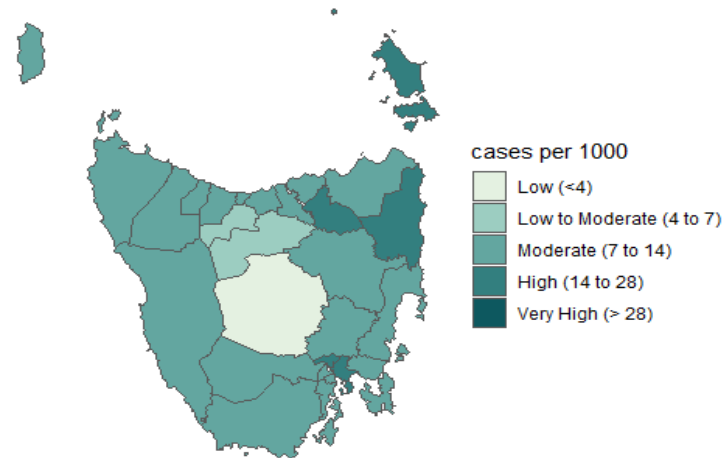 cases per 1000
Low (<4)
Low to Moderate (4 to 7)
Moderate (7 to 14)
High (14 to 28)
Very High (> 28)